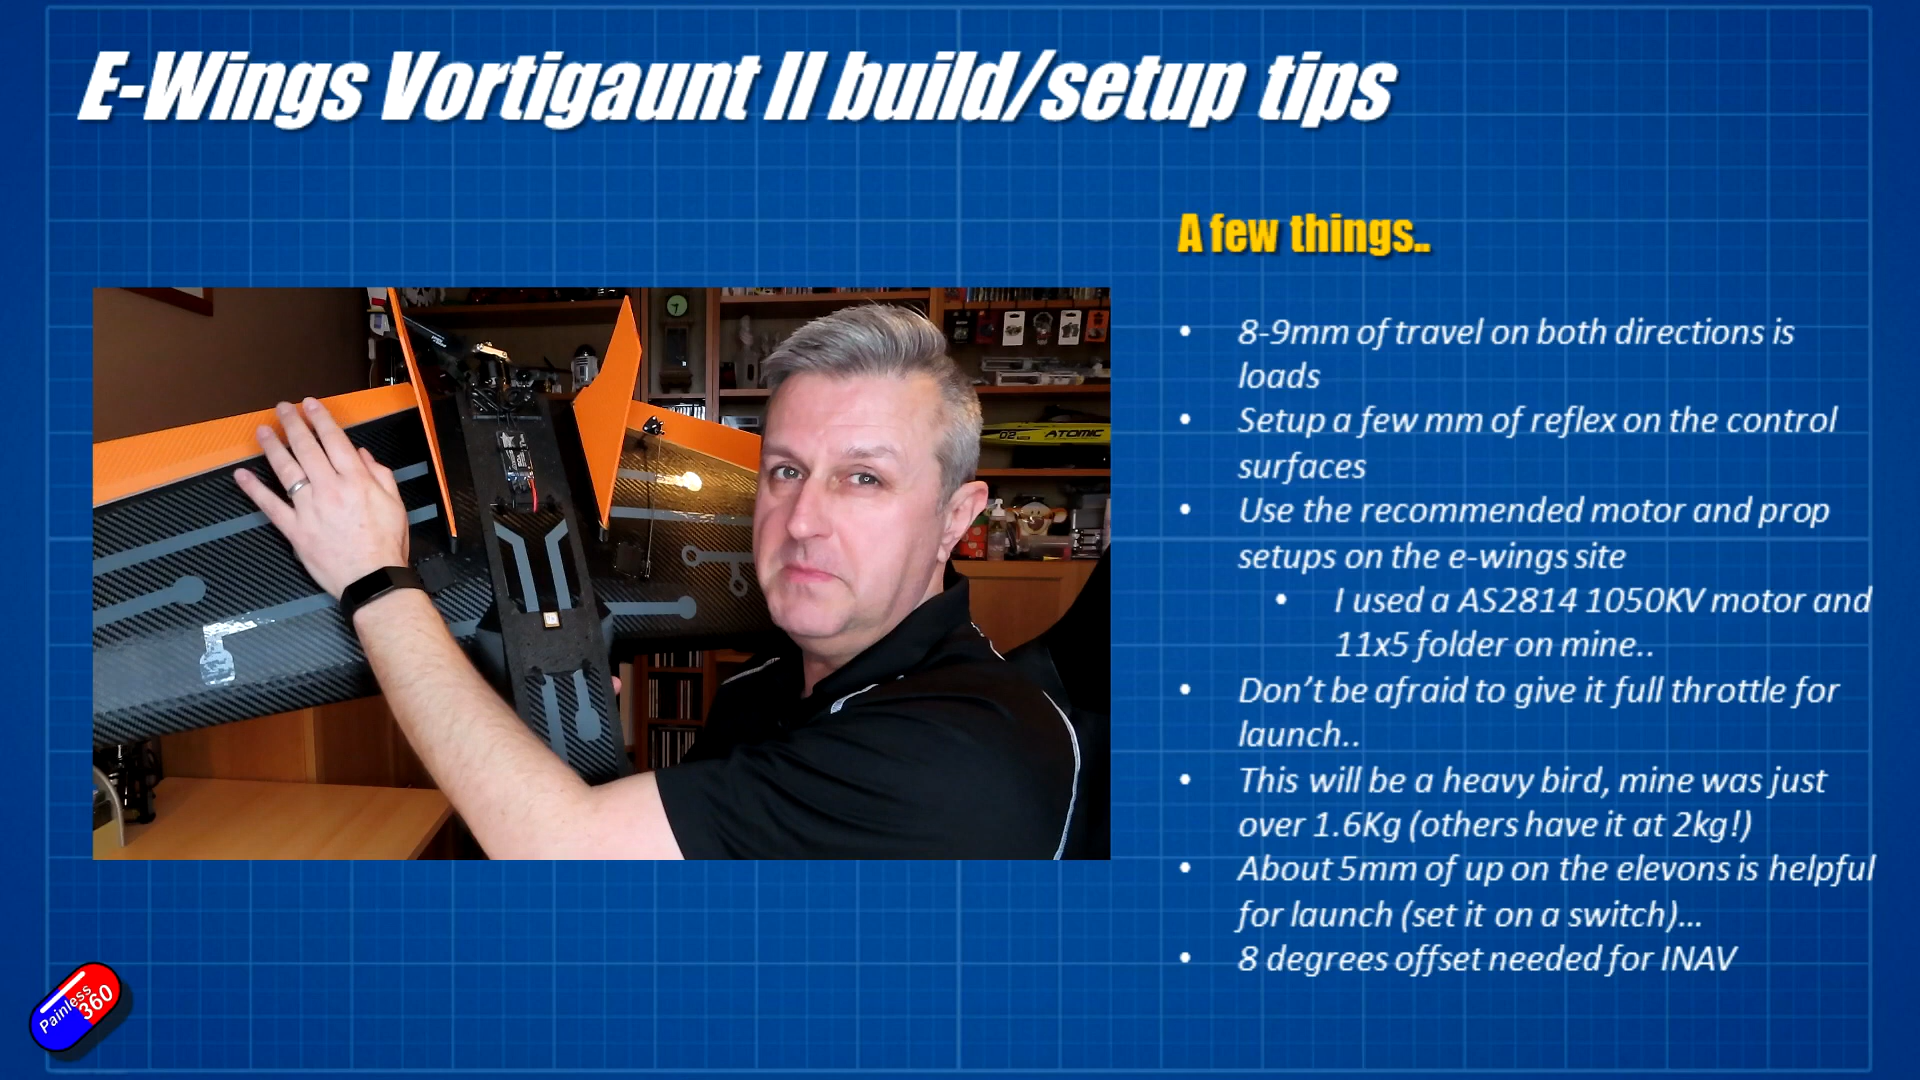 E-Wings Vortigaunt II build/setup tips
A few things..
• 8-9mm of travel on both directions is
loads
• Setup a few mm of reflex on the control
surfaces
• Use the recommended motor and prop
setups on the e-wings site
• I used a AS2814 1050KV motor and
11x5 folder on mine..
• Don’t be afraid to give it full throttle for
launch..
• This will be a heavy bird, mine was just
over 1.6Kg (others have it at 2kg!)
• About 5mm of up on the elevons is helpful
for launch (set it on a switch)...
• 8 degrees offset needed for INAV
ATOMIC
Painless
360